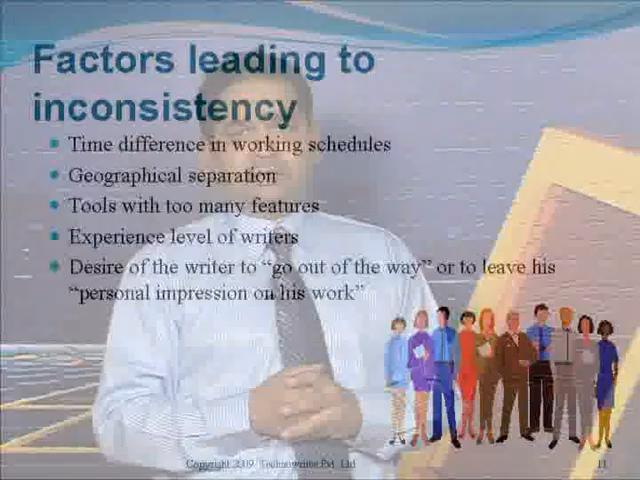 Factors leading to
inconsistency
Time difference in working schedules
Geographical separation
Tools with too many features
Experience level of writers
Desire of the writer to “go out of the way” or to leave his
“personal impression on his work”
Copyright 2009 Technowrites Pvt. Ltd
11